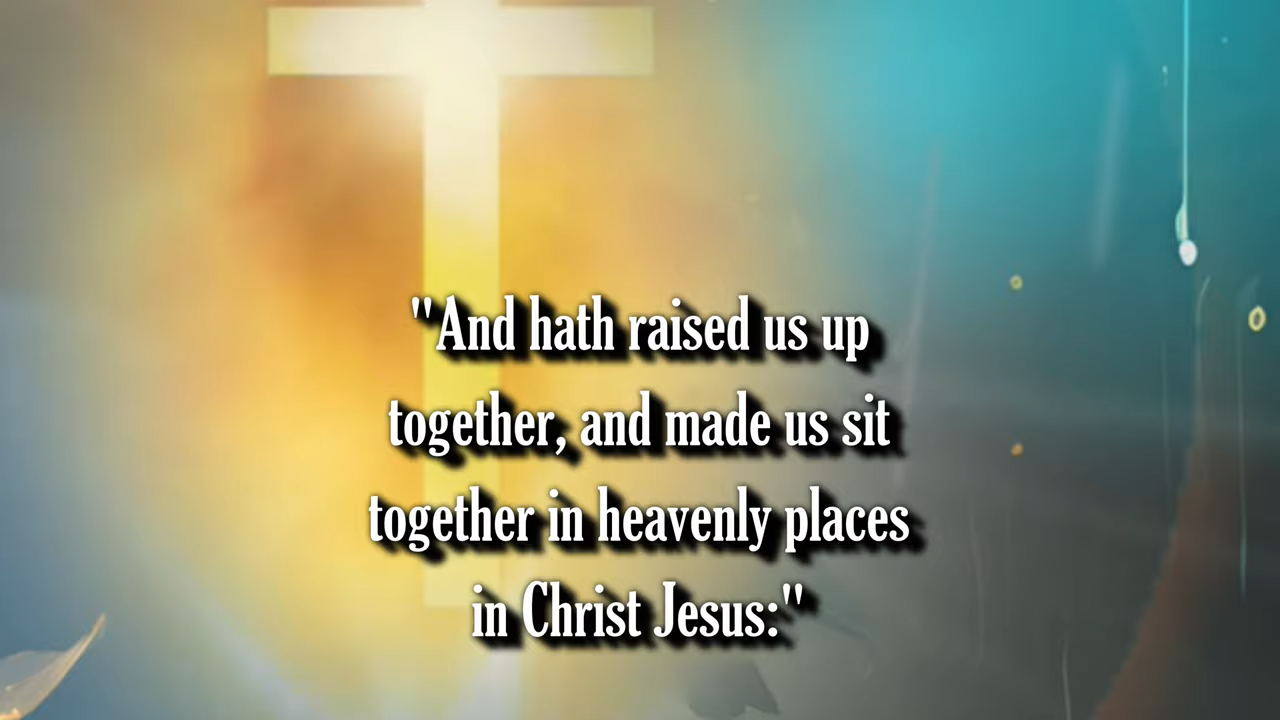 "And hath raised us up
together, and made us sit
together in heavenly places
in Christ Jesus:"